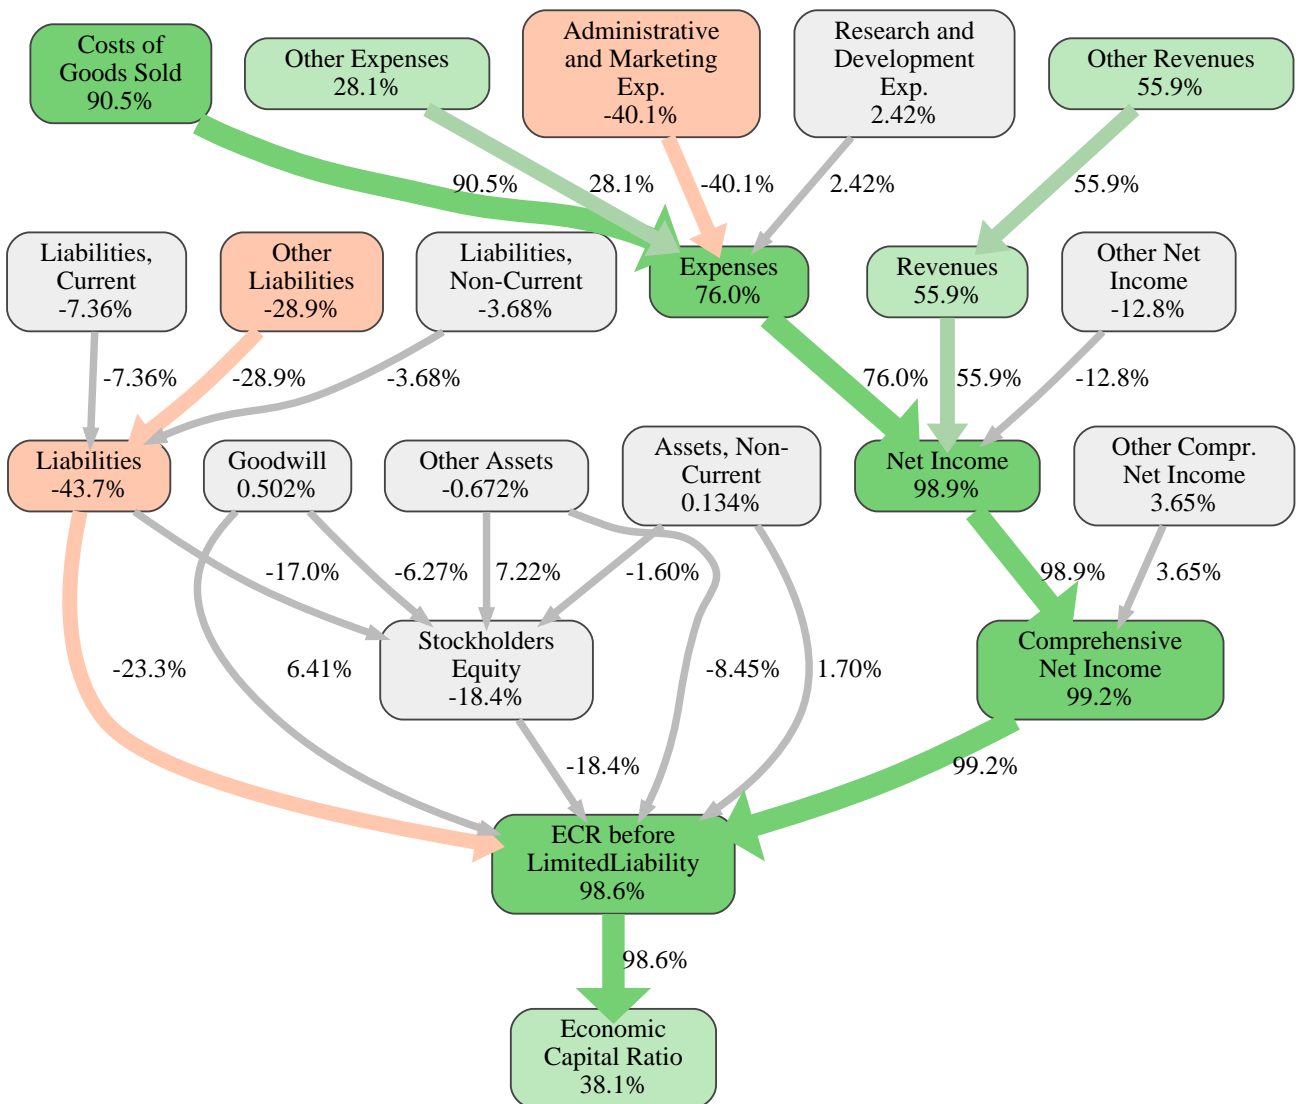 Costs of
Goods Sold
90.5%
Other Expenses
28.1%
Administrative
and Marketing
Exp.
-40.1%
Research and
Development
Exp.
2.42%
Other Revenues
55.9%
90.5%
28.1%
-40.1%
2.42%
55.9%
Liabilities,
Current
-7.36%
Other
Liabilities
-28.9%
Liabilities,
Non-Current
-3.68%
Expenses
76.0%
Revenues
55.9%
Other Net
Income
-12.8%
-7.36%
-28.9%
-3.68%
76.0%
55.9%
-12.8%
Liabilities
-43.7%
Goodwill
0.502%
Other Assets
-0.672%
Assets, Non-
Current
0.134%
Net Income
98.9%
Other Compr.
Net Income
3.65%
-17.0%
-6.27%
7.22%
-1.60%
98.9%
3.65%
-23.3%
6.41%
Stockholders
Equity
-18.4%
-8.45%
1.70%
Comprehensive
Net Income
99.2%
-18.4%
99.2%
ECR before
LimitedLiability
98.6%
98.6%
Economic
Capital Ratio
38.1%